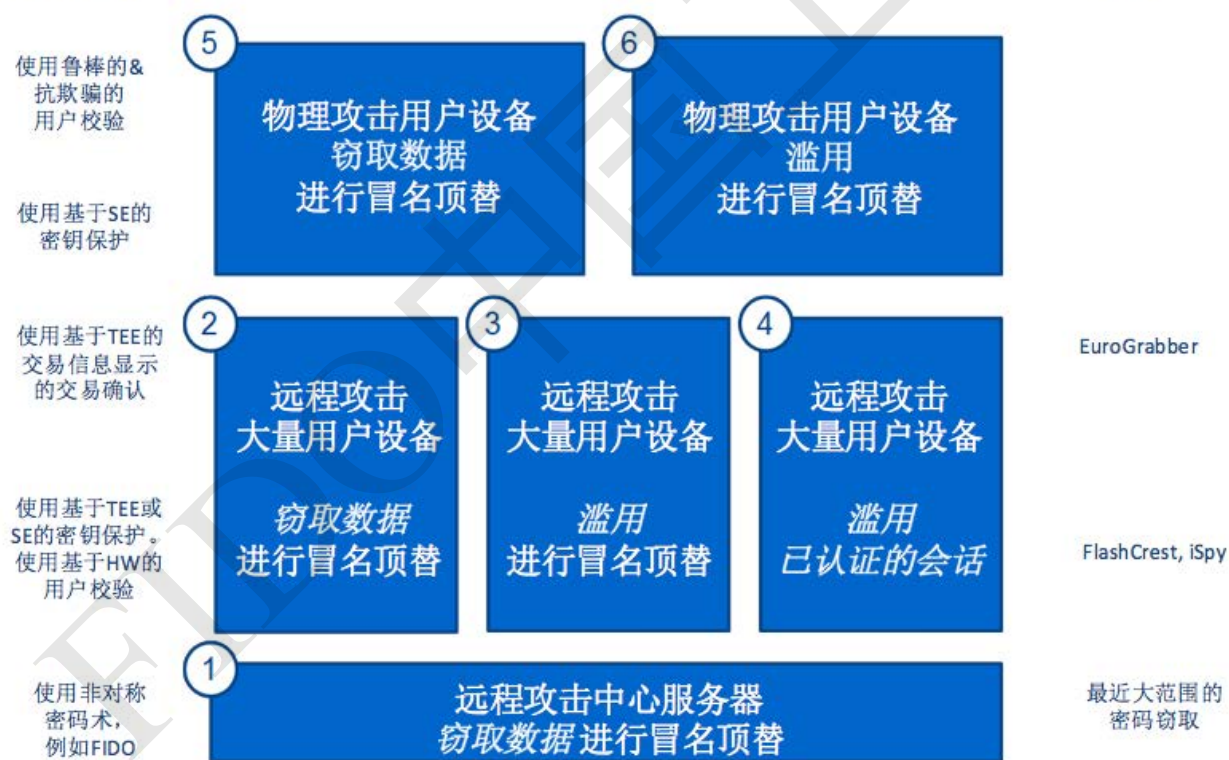 使用鲁棒的&
抗欺骗的
用户校验
使用基于SE的
密钥保护
5
物理攻击用户设备
窃取数据
进行冒名顶替
6
物理攻击用户设备
滥用
进行冒名顶替
使用基于TEE的
交易信息显示
的交易确认
使用基于TEE或
SE的密钥保护。
使用基于HW的
用户校验
2
远程攻击
大量用户设备
窃取数据
进行冒名顶替
3
远程攻击
大量用户设备
滥用
进行冒名顶替
4
远程攻击
大量用户设备
滥用
已认证的会话
EuroGrabber
FlashCrest, iSpy
使用非对称
密码术,
例如FIDO
1
远程攻击中心服务器
窃取数据 进行冒名顶替
最近大范围的
密码窃取
FIDO中国